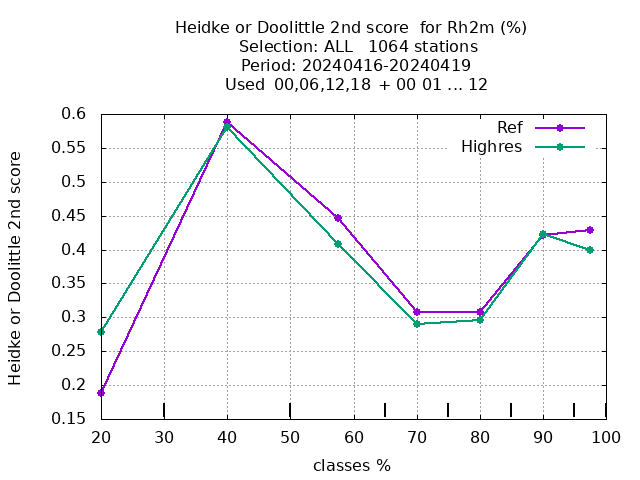 Heidke or Doolittle 2nd score  for Rh2m (%)
Selection: ALL   1064 stations
Period: 20240416-20240419
Used  00,06,12,18 + 00 01 ... 12
Ref
Highres
Heidke or Doolittle 2nd score
0.6
0.55
0.5
0.45
0.4
0.35
0.3
0.25
0.2
0.15
20 30 40 50 60 70 80 90 100
classes %